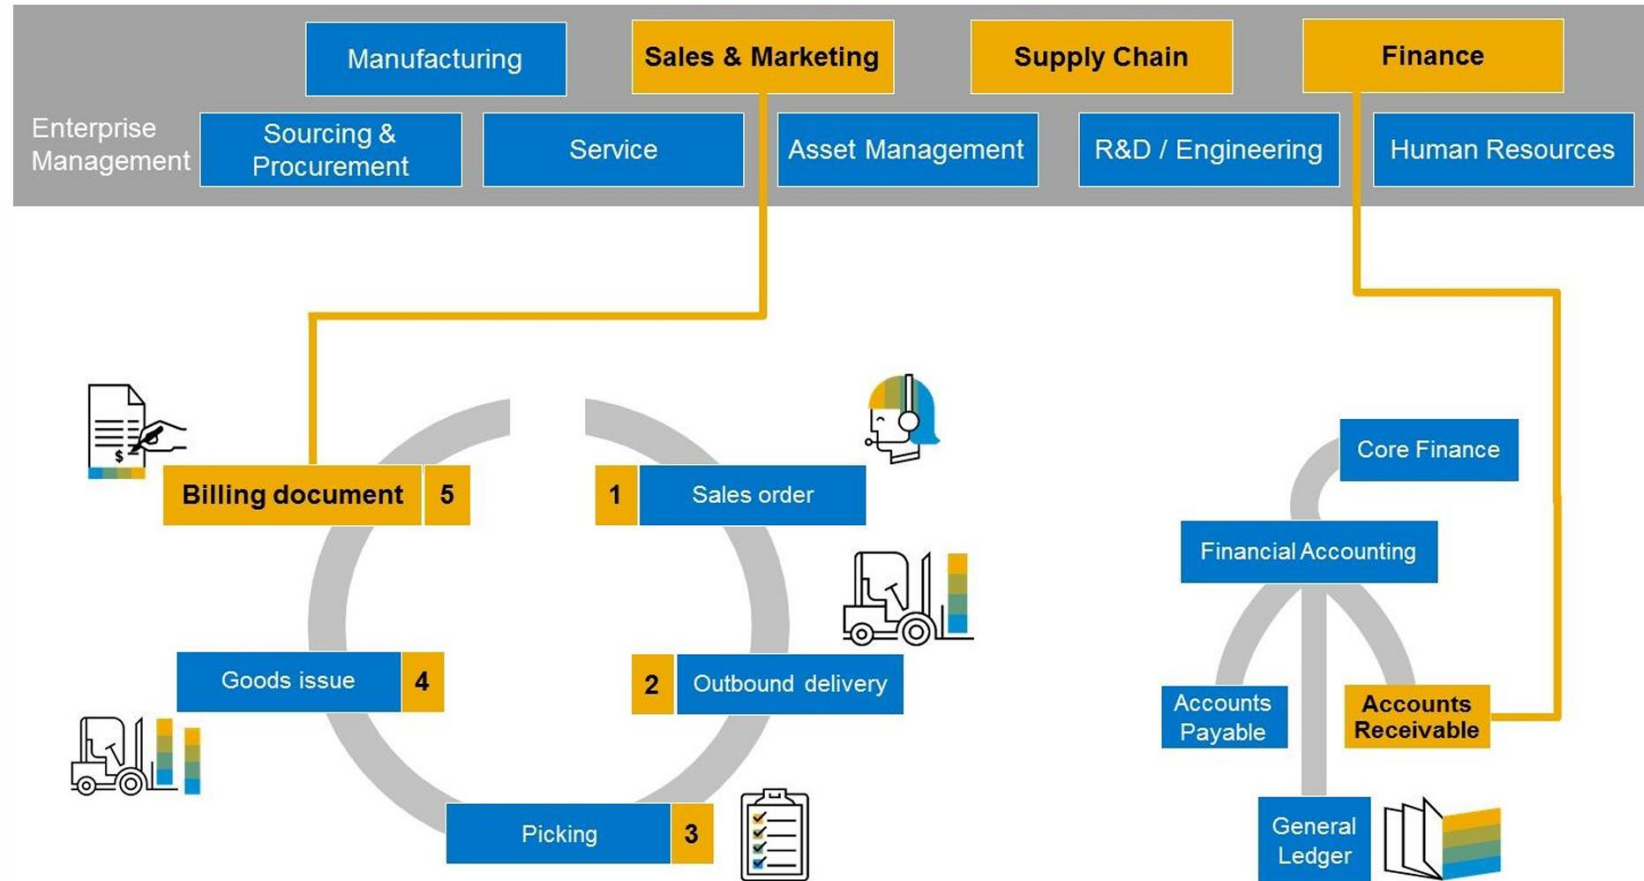 Manufacturing
Sales & Marketing
Supply Chain
Finance
Enterprise
Management
Sourcing &
Procurement
Service
Asset Management
R&D / Engineering
Human Resources
$
Billing document
5
1
Sales order
Core Finance
Financial Accounting
Goods issue
4
2
Outbound delivery
Accounts
Payable
Accounts
Receivable
Picking
3
General
Ledger